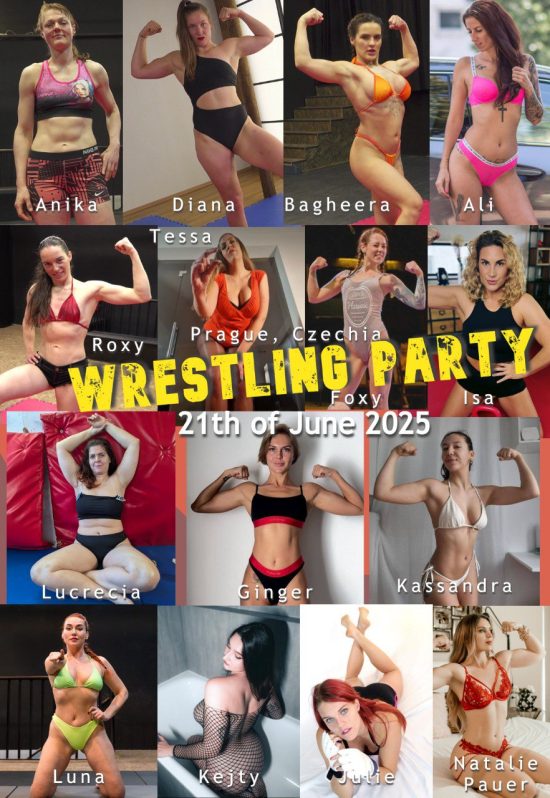 Anika
Diana
Bagheera
Ali
Tessa
Roxy
Prague, Czechia
WRESTLING PARTY
Foxy
Isa
21th of June 2025
Lucrecia
Ginger
Kassandra
Luna
Kejty
Julie
Natalie
Pauer